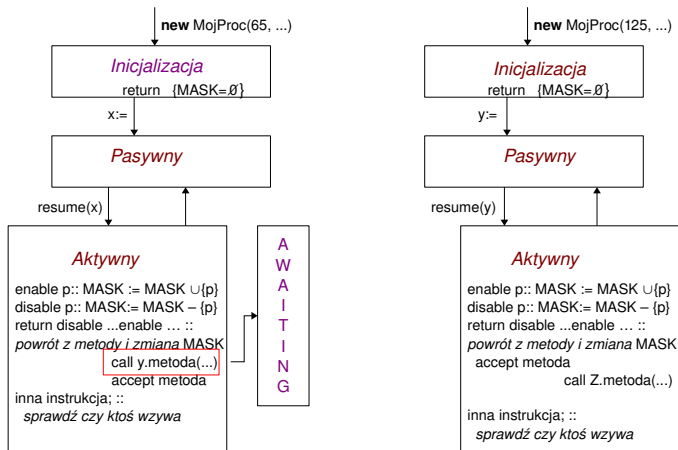 new MojProc(65, ...)
Inicjalizacja
return {MASK=∅}
x:=
Pasywny
resume(x)
Aktywny
enable p:: MASK := MASK ∪{p}
disable p:: MASK:= MASK – {p}
return disable ...enable … ::
powrót z metody i zmiana MASK
call y.metoda(...)
accept metoda
inna instrukcja; ::
sprawdź czy ktoś wzywa
A
W
A
I
T
I
N
G
new MojProc(125, ...)
Inicjalizacja
return {MASK=∅}
y:=
Pasywny
resume(y)
Aktywny
enable p:: MASK := MASK ∪{p}
disable p:: MASK:= MASK – {p}
return disable ...enable … ::
powrót z metody i zmiana MASK
accept metoda
call Z.metoda(...)
inna instrukcja; ::
sprawdź czy ktoś wzywa